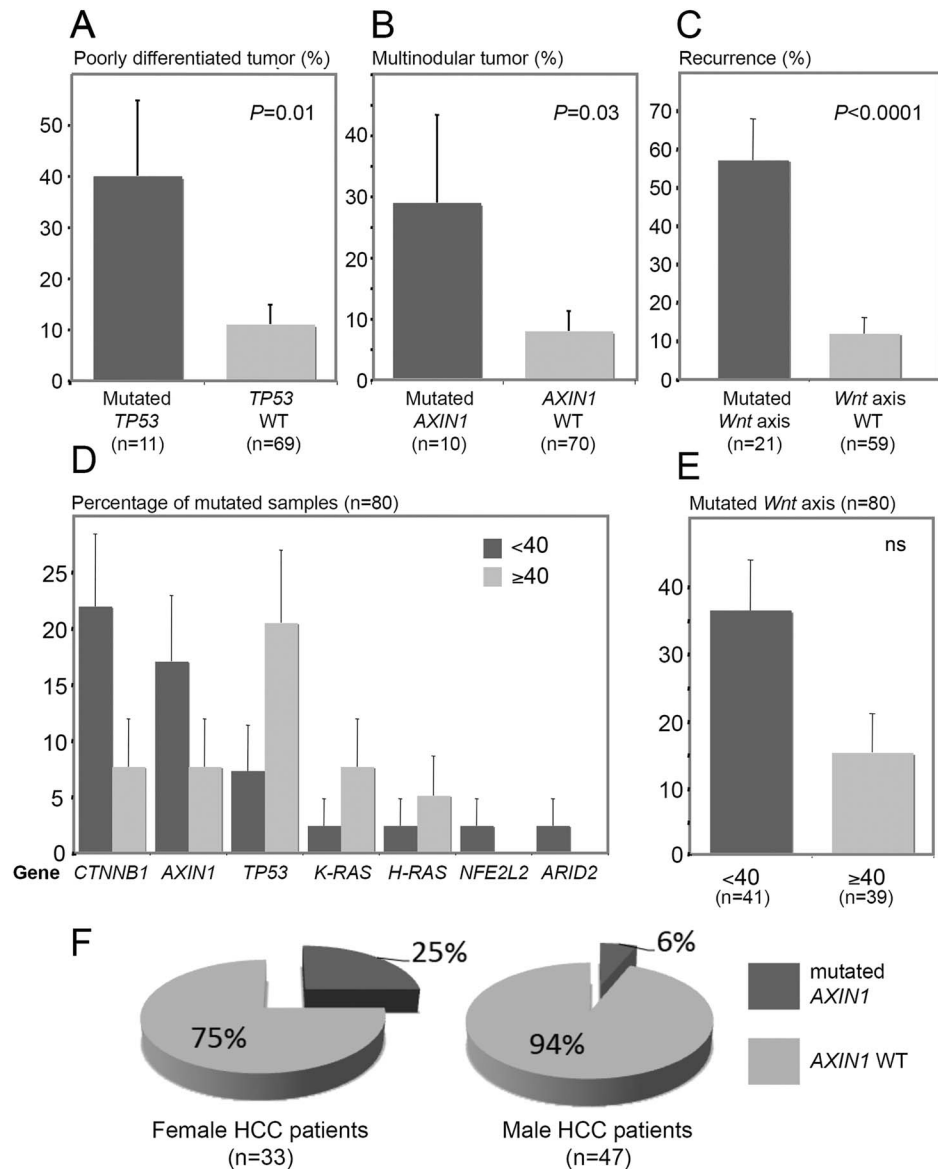 A
Poorly differentiated tumor (%)
P=0.01
50
40
30
20
10
0
Mutated TP53
WT
TP53
(n=11)
(n=69)
B
Multinodular tumor (%)
P=0.03
40
30
20
10
0
Mutated
AXIN1
(n=10)
AXIN1
WT
(n=70)
C
Recurrence (%)
P<0.0001
70
60
50
40
30
20
10
0
Mutated
Wnt axis
(n=21)
Wnt axis
WT
(n=59)
D
Percentage of mutated samples (n=80)
<40
≥40
25
20
15
10
5
0
Gene CTNNB1 AXIN1 TP53 K-RAS H-RAS NFE2L2 ARID2
E
Mutated Wnt axis (n=80)
ns
40
30
20
10
0
<40
(n=41)
≥40
(n=39)
F
25%
75%
Female HCC patients
(n=33)
6%
94%
Male HCC patients
(n=47)
mutated
AXIN1
AXIN1 WT